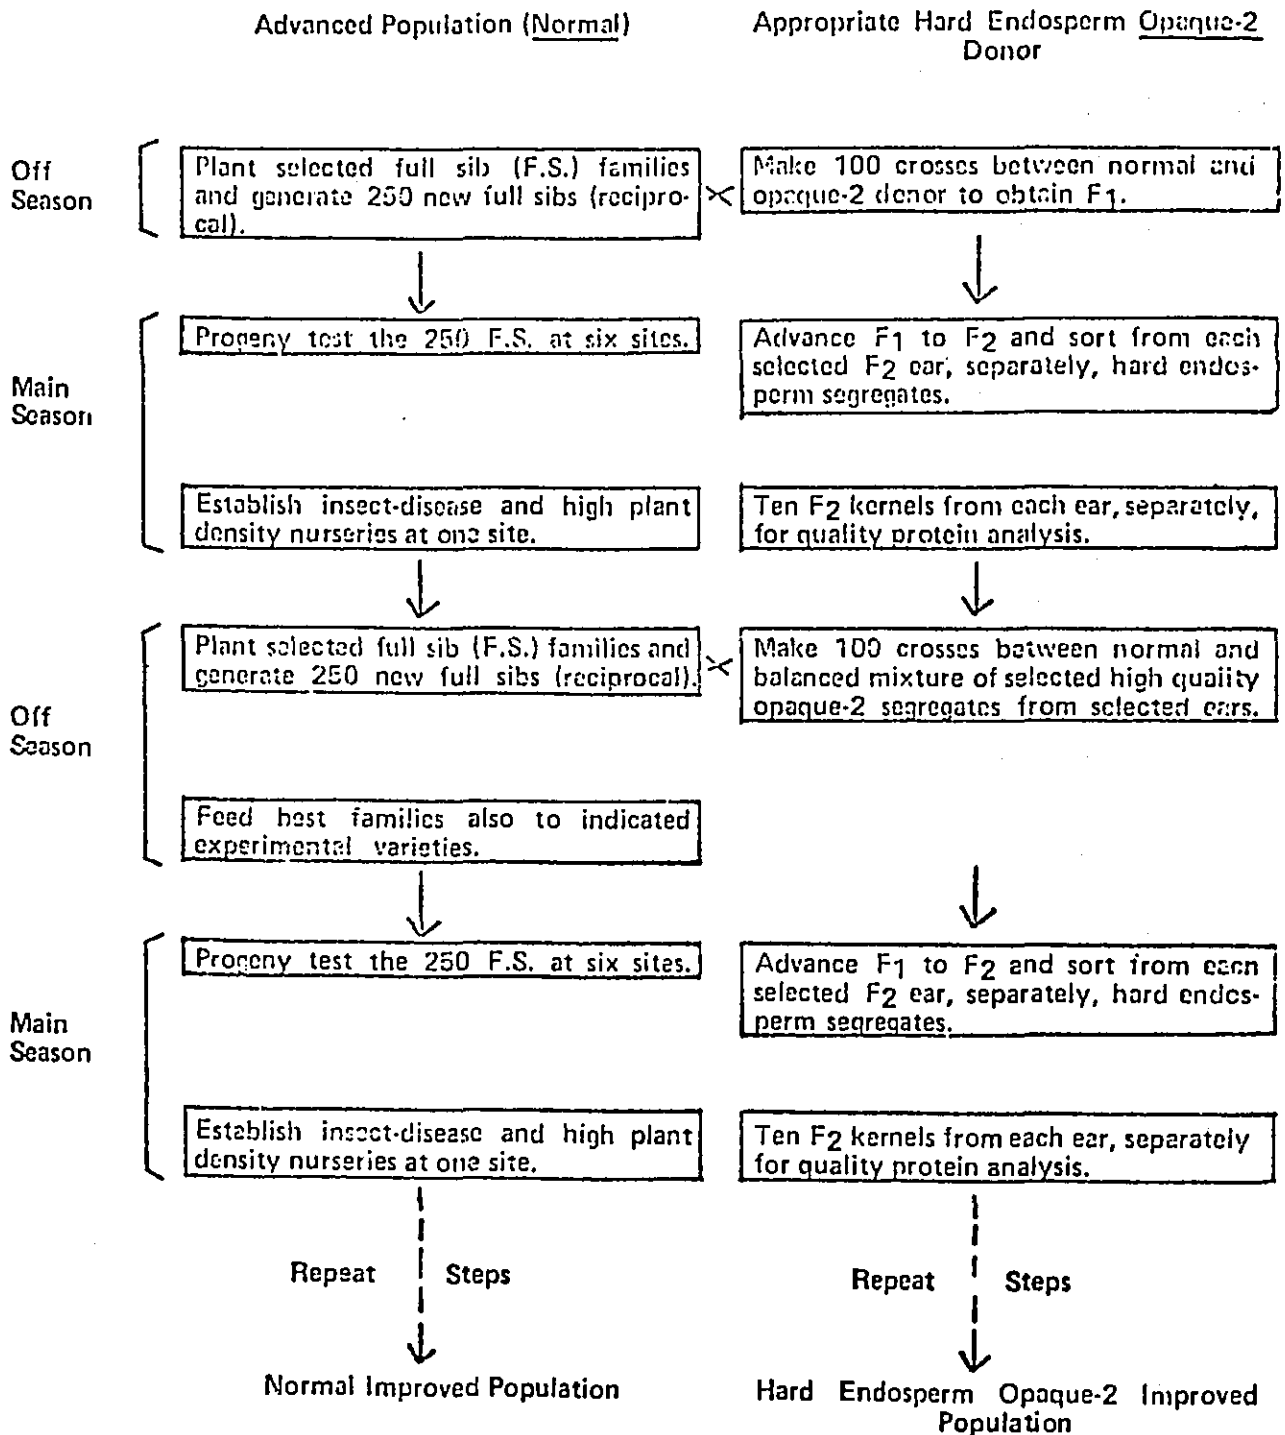 Advanced Population (Normal)
Appropriate Hard Endosperm Opaque-2
Donor
Off
Season
Plant selected full sib (F.S.) families
and generate 250 new full sibs (recipro-
cal).
×
Make 100 crosses between normal and
opaque-2 donor to obtain F1.
Main
Season
Progeny test the 250 F.S. at six sites.
Advance F1 to F2 and sort from each
selected F2 ear, separately, hard endos-
perm segregates.
Establish insect-disease and high plant
density nurseries at one site.
Ten F2 kernels from each ear, separately,
for quality protein analysis.
Off
Season
Plant selected full sib (F.S.) families and
generate 250 new full sibs (reciprocal).
×
Make 100 crosses between normal and
balanced mixture of selected high quality
opaque-2 segregates from selected ears.
Feed best families also to indicated
experimental varieties.
Main
Season
Progeny test the 250 F.S. at six sites.
Advance F1 to F2 and sort from each
selected F2 ear, separately, hard endos-
perm segregates.
Establish insect-disease and high plant
density nurseries at one site.
Ten F2 kernels from each ear, separately
for quality protein analysis.
Repeat Steps
Repeat Steps
Normal Improved Population
Hard Endosperm Opaque-2 Improved
Population